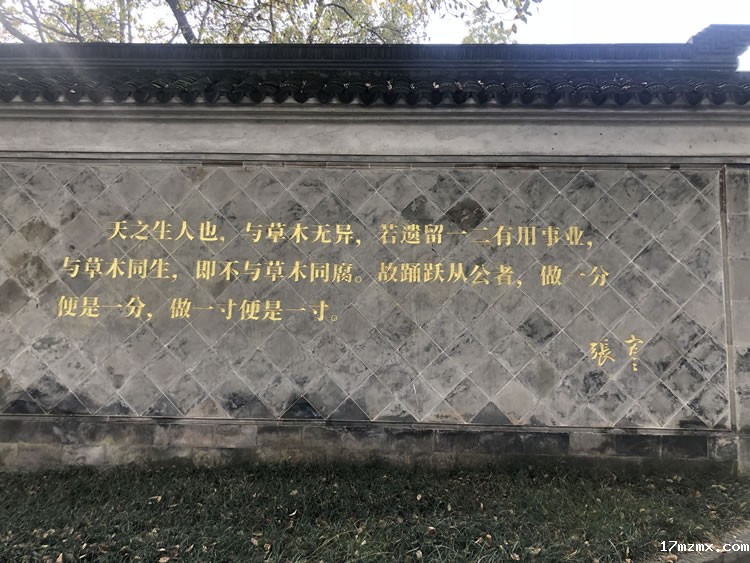 天之生人也，与草木无异，若遗留一二有用事业，
与草木同生，即不与草木同腐。故踊跃从公者，做一分
便是一分，做一寸便是一寸。
張謇
17mzmx.com